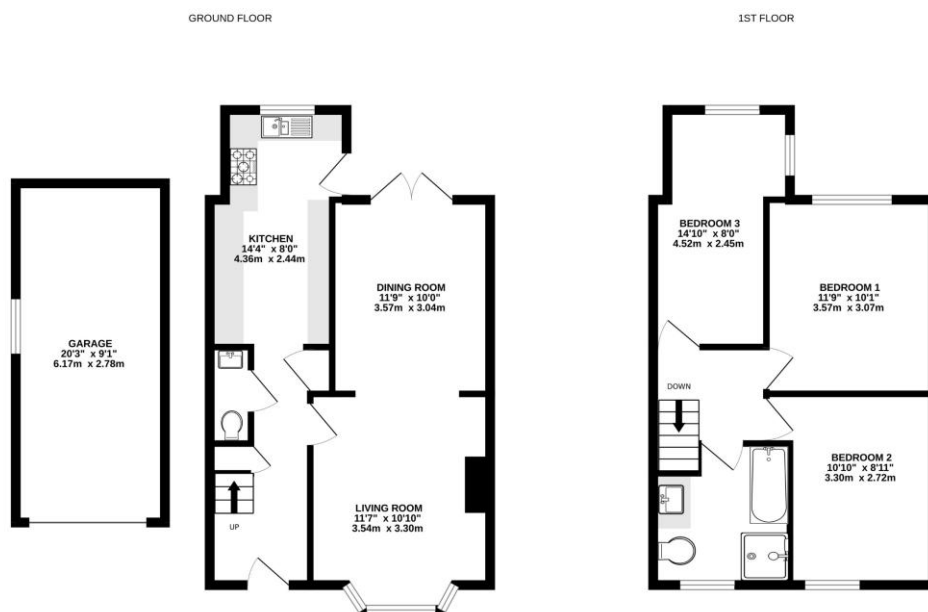 GROUND FLOOR
1ST FLOOR
KITCHEN
14'4" x 8'0"
4.36m x 2.44m
DINING ROOM
11'9" x 10'0"
3.57m x 3.04m
GARAGE
20'3" x 9'1"
6.17m x 2.78m
LIVING ROOM
11'7" x 10'10"
3.54m x 3.30m
UP
BEDROOM 3
14'10" x 8'0"
4.52m x 2.45m
BEDROOM 1
11'9" x 10'1"
3.57m x 3.07m
DOWN
BEDROOM 2
10'10" x 8'11"
3.30m x 2.72m